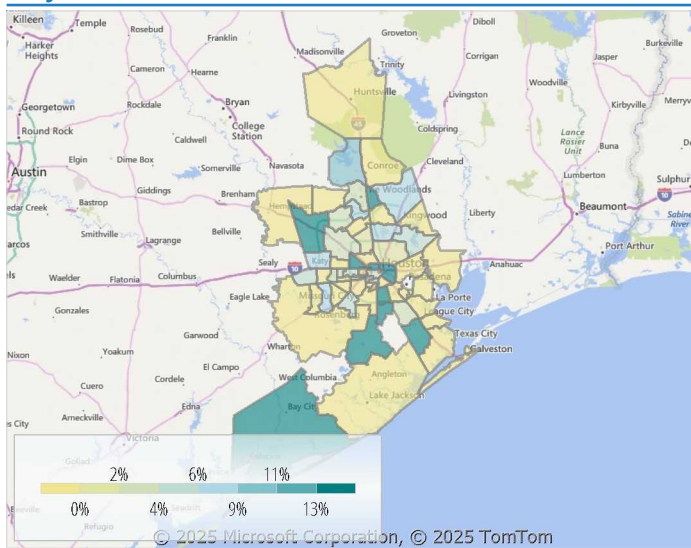 Killeen
Temple
Rosebud
Franklin
Groveton
Diboll
Burkeville
Harker
Heights
Madisonville
Trinity
Corrigan
Jasper
Cameron
Hearne
Woodville
Huntsville
Livingston
Kirbyville
Georgetown
Rockdale
Bryan
Round Rock
College
Station
Coldspring
Lance
Rosier
Unit
Buna
Caldwell
Elgin
Dime Box
Somerville
Navasota
Conroe
Cleveland
Austin
Lumberton
Giddings
Brenham
The Woodlands
Beaumont
10
Bastrop
Kingwood
Liberty
Smithville
Bellville
Lagrange
Port Arthur
Houston
Sealy
10
Katy
Anahuac
Waelder
Flatonia
Columbus
Pasadena
Eagle Lake
Missouri City
La Porte
Gonzales
Rosenberg
League City
Garwood
Texas City
Wharton
Galveston
Nixon
Yoakum
El Campo
West Columbia
Angleton
Cuero
Cordele
Lake Jackson
Edna
Bay City
Arneckville
Victoria
Goliad
2% 6% 11%
0% 4% 9% 13%
Seadrift
Refugio
© 2025 Microsoft Corporation, © 2025 TomTom